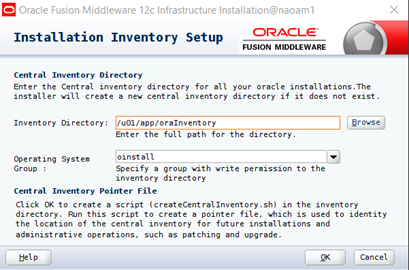 Oracle Fusion Middleware 12c Infrastructure Installation@naoam1
Installation Inventory Setup
ORACLE
FUSION MIDDLEWARE
Central Inventory Directory
Enter the Central inventory directory for all your oracle installations.The
installer will create a new central inventory directory if it does not exist.
Inventory Directory: /u01/app/oraInventory Browse
Enter the full path for the directory.
Operating System oinstall
Group :
Specify a group with write permission to the
inventory directory
Central Inventory Pointer File
Click OK to create a script (createCentralInventory.sh) in the inventory
directory. Run this script to create a pointer file, which is used to identity
the location of the central inventory for future installations and
administrative operations, such as patching and upgrade.
Help OK Cancel